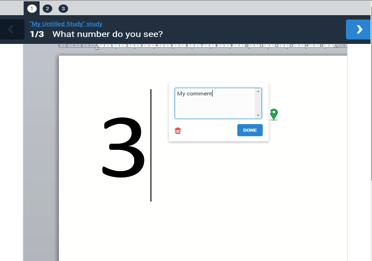 1 2 3
"My Untitled Study" study
1/3 What number do you see?
My comment
DONE
3